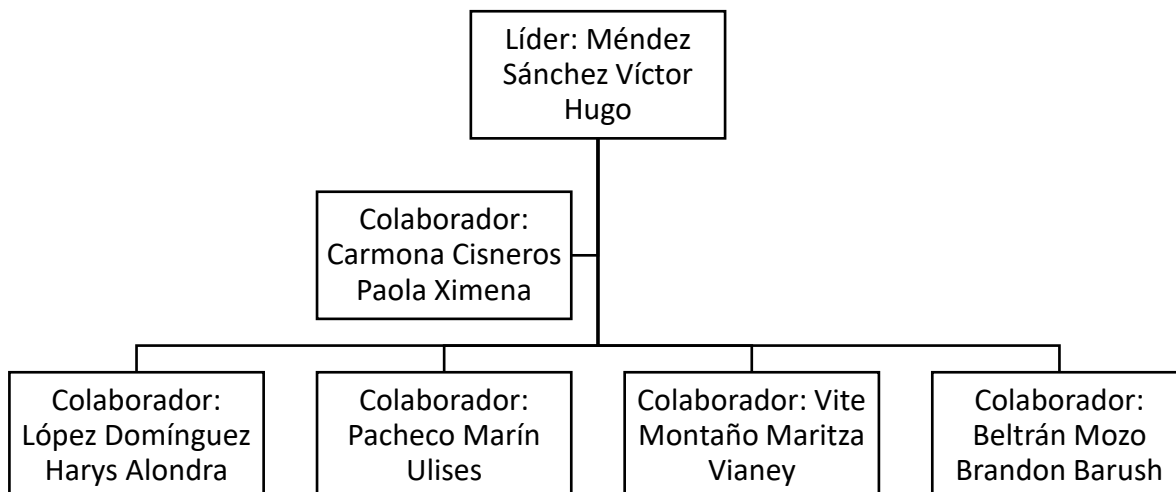 Líder: Méndez
Sánchez Víctor
Hugo
Colaborador:
Carmona Cisneros
Paola Ximena
Colaborador:
López Domínguez
Harys Alondra
Colaborador:
Pacheco Marín
Ulises
Colaborador: Vite
Montaño Maritza
Vianey
Colaborador:
Beltrán Mozo
Brandon Barush